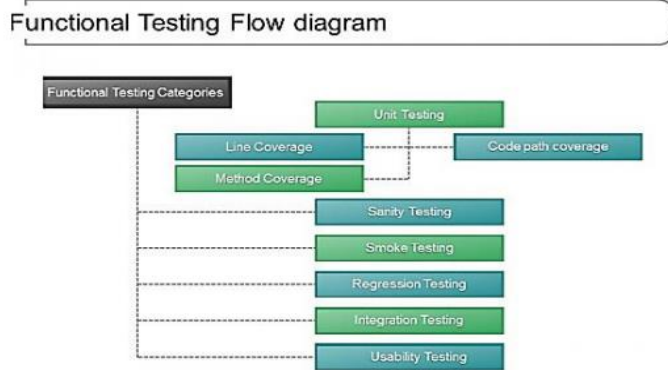 Functional Testing Flow diagram
Functional Testing Categories
Unit Testing
Line Coverage
Code path coverage
Method Coverage
Sanity Testing
Smoke Testing
Regression Testing
Integration Testing
Usability Testing